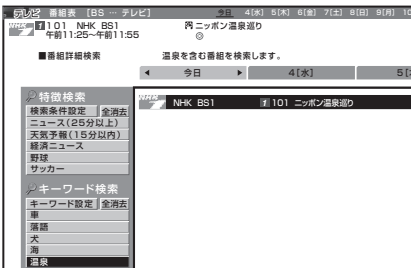 テレビ 番組表 [BS … テレビ] 今日 4[水] 5[木] 6[金] 7[土] 8[日] 9[月] 10
1 101 NHK BS1 ニッポン温泉巡り
午前11:25～午前11:55 ◎
■番組詳細検索 温泉を含む番組を検索します。
◀ 今日 ▶ 4[水] 5[
特徴検索
検索条件設定 全消去
ニュース(25分以上)
天気予報(15分以内)
経済ニュース
野球
サッカー
キーワード検索
キーワード設定 全消去
車
落語
犬
海
温泉
NHK BS1 1 101 ニッポン温泉巡り